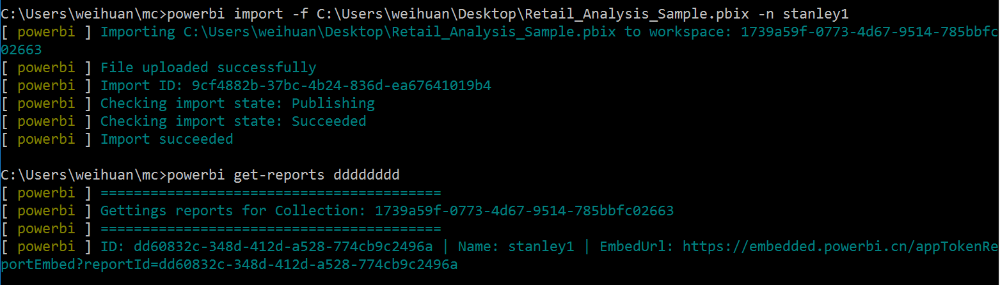 C:\Users\weihuan\mc>powerbi import -f C:\Users\weihuan\Desktop\Retail_Analysis_Sample.pbix -n stanley1
[ powerbi ] Importing C:\Users\weihuan\Desktop\Retail_Analysis_Sample.pbix to workspace: 1739a59f-0773-4d67-9514-785bbfc
02663
[ powerbi ] File uploaded successfully
[ powerbi ] Import ID: 9cf4882b-37bc-4b24-836d-ea67641019b4
[ powerbi ] Checking import state: Publishing
[ powerbi ] Checking import state: Succeeded
[ powerbi ] Import succeeded
C:\Users\weihuan\mc>powerbi get-reports dddddddd
[ powerbi ] =========================================
[ powerbi ] Gettings reports for Collection: 1739a59f-0773-4d67-9514-785bbfc02663
[ powerbi ] =========================================
[ powerbi ] ID: dd60832c-348d-412d-a528-774cb9c2496a | Name: stanley1 | EmbedUrl: https://embedded.powerbi.cn/appTokenRe
portEmbed?reportId=dd60832c-348d-412d-a528-774cb9c2496a